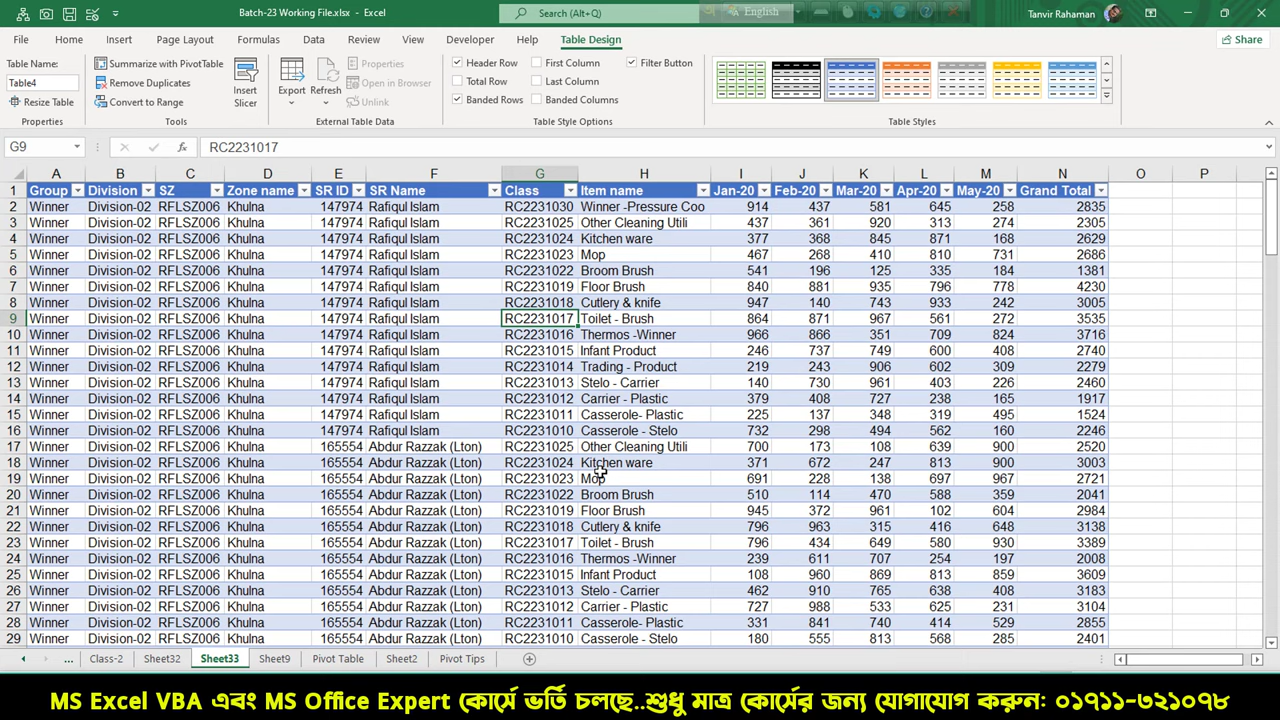 Batch-23 Working File.xlsx - Excel
Search (Alt+Q)
English
Tanvir Rahaman
File Home Insert Page Layout Formulas Data Review View Developer Help Table Design Share
Table Name:
Table4
Resize Table
Properties
Summarize with PivotTable
Remove Duplicates
Convert to Range
Insert Slicer
Tools
Export Refresh
Properties
Open in Browser
Unlink
External Table Data
Header Row First Column Filter Button
Total Row Last Column
Banded Rows Banded Columns
Table Style Options
Table Styles
G9 fx RC2231017
A B C D E F G H I J K L M N O P
1 Group Division SZ Zone name SR ID SR Name Class Item name Jan-20 Feb-20 Mar-20 Apr-20 May-20 Grand Total
2 Winner Division-02 RFLSZ006 Khulna 147974 Rafiqul Islam RC2231030 Winner -Pressure Coo 914 437 581 645 258 2835
3 Winner Division-02 RFLSZ006 Khulna 147974 Rafiqul Islam RC2231025 Other Cleaning Utili 437 361 920 313 274 2305
4 Winner Division-02 RFLSZ006 Khulna 147974 Rafiqul Islam RC2231024 Kitchen ware 377 368 845 871 168 2629
5 Winner Division-02 RFLSZ006 Khulna 147974 Rafiqul Islam RC2231023 Mop 467 268 410 810 731 2686
6 Winner Division-02 RFLSZ006 Khulna 147974 Rafiqul Islam RC2231022 Broom Brush 541 196 125 335 184 1381
7 Winner Division-02 RFLSZ006 Khulna 147974 Rafiqul Islam RC2231019 Floor Brush 840 881 935 796 778 4230
8 Winner Division-02 RFLSZ006 Khulna 147974 Rafiqul Islam RC2231018 Cutlery & knife 947 140 743 933 242 3005
9 Winner Division-02 RFLSZ006 Khulna 147974 Rafiqul Islam RC2231017 Toilet - Brush 864 871 967 561 272 3535
10 Winner Division-02 RFLSZ006 Khulna 147974 Rafiqul Islam RC2231016 Thermos -Winner 966 866 351 709 824 3716
11 Winner Division-02 RFLSZ006 Khulna 147974 Rafiqul Islam RC2231015 Infant Product 246 737 749 600 408 2740
12 Winner Division-02 RFLSZ006 Khulna 147974 Rafiqul Islam RC2231014 Trading - Product 219 243 906 602 309 2279
13 Winner Division-02 RFLSZ006 Khulna 147974 Rafiqul Islam RC2231013 Stelo - Carrier 140 730 961 403 226 2460
14 Winner Division-02 RFLSZ006 Khulna 147974 Rafiqul Islam RC2231012 Carrier - Plastic 379 408 727 238 165 1917
15 Winner Division-02 RFLSZ006 Khulna 147974 Rafiqul Islam RC2231011 Casserole- Plastic 225 137 348 319 495 1524
16 Winner Division-02 RFLSZ006 Khulna 147974 Rafiqul Islam RC2231010 Casserole - Stelo 732 298 494 562 160 2246
17 Winner Division-02 RFLSZ006 Khulna 165554 Abdur Razzak (Lton) RC2231025 Other Cleaning Utili 700 173 108 639 900 2520
18 Winner Division-02 RFLSZ006 Khulna 165554 Abdur Razzak (Lton) RC2231024 Kitchen ware 371 672 247 813 900 3003
19 Winner Division-02 RFLSZ006 Khulna 165554 Abdur Razzak (Lton) RC2231023 Mop 691 228 138 697 967 2721
20 Winner Division-02 RFLSZ006 Khulna 165554 Abdur Razzak (Lton) RC2231022 Broom Brush 510 114 470 588 359 2041
21 Winner Division-02 RFLSZ006 Khulna 165554 Abdur Razzak (Lton) RC2231019 Floor Brush 945 372 961 102 604 2984
22 Winner Division-02 RFLSZ006 Khulna 165554 Abdur Razzak (Lton) RC2231018 Cutlery & knife 796 963 315 416 648 3138
23 Winner Division-02 RFLSZ006 Khulna 165554 Abdur Razzak (Lton) RC2231017 Toilet - Brush 796 434 649 580 930 3389
24 Winner Division-02 RFLSZ006 Khulna 165554 Abdur Razzak (Lton) RC2231016 Thermos -Winner 239 611 707 254 197 2008
25 Winner Division-02 RFLSZ006 Khulna 165554 Abdur Razzak (Lton) RC2231015 Infant Product 108 960 869 813 859 3609
26 Winner Division-02 RFLSZ006 Khulna 165554 Abdur Razzak (Lton) RC2231013 Stelo - Carrier 462 910 765 638 408 3183
27 Winner Division-02 RFLSZ006 Khulna 165554 Abdur Razzak (Lton) RC2231012 Carrier - Plastic 727 988 533 625 231 3104
28 Winner Division-02 RFLSZ006 Khulna 165554 Abdur Razzak (Lton) RC2231011 Casserole- Plastic 331 841 740 414 529 2855
29 Winner Division-02 RFLSZ006 Khulna 165554 Abdur Razzak (Lton) RC2231010 Casserole - Stelo 180 555 813 568 285 2401
... Class-2 Sheet32 Sheet33 Sheet9 Pivot Table Sheet2 Pivot Tips
MS Excel VBA এবং MS Office Expert কোর্সে ভর্তি চলছে..শুধু মাত্র কোর্সের জন্য যোগাযোগ করুন: ০১৭১১-৩২১০৭৮